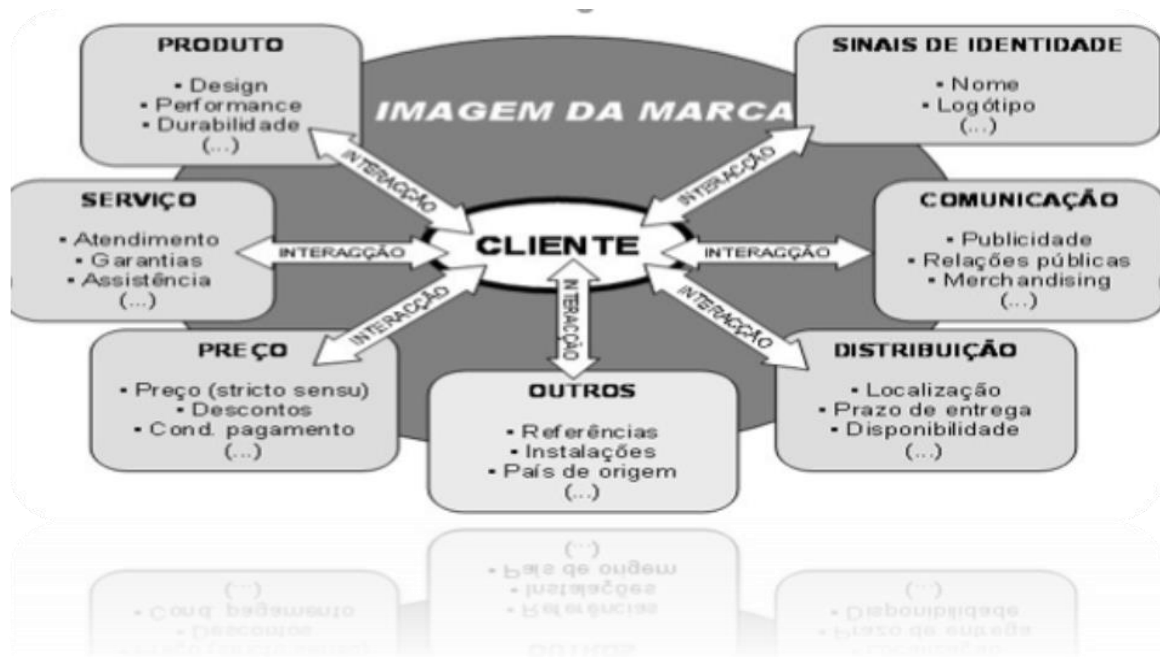 IMAGEM DA MARCA
PRODUTO
▪ Design
▪ Performance
▪ Durabilidade
(...)
INTERACÇÃO
SERVIÇO
▪ Atendimento
▪ Garantias
▪ Assistência
(...)
INTERACÇÃO
PREÇO
▪ Preço (stricto sensu)
▪ Descontos
▪ Cond. pagamento
(...)
INTERACÇÃO
CLIENTE
INTERACÇÃO
OUTROS
▪ Referências
▪ Instalações
▪ País de origem
(...)
SINAIS DE IDENTIDADE
▪ Nome
▪ Logótipo
(...)
INTERACÇÃO
COMUNICAÇÃO
▪ Publicidade
▪ Relações públicas
▪ Merchandising
(...)
INTERACÇÃO
DISTRIBUIÇÃO
▪ Localização
▪ Prazo de entrega
▪ Disponibilidade
(...)
INTERACÇÃO